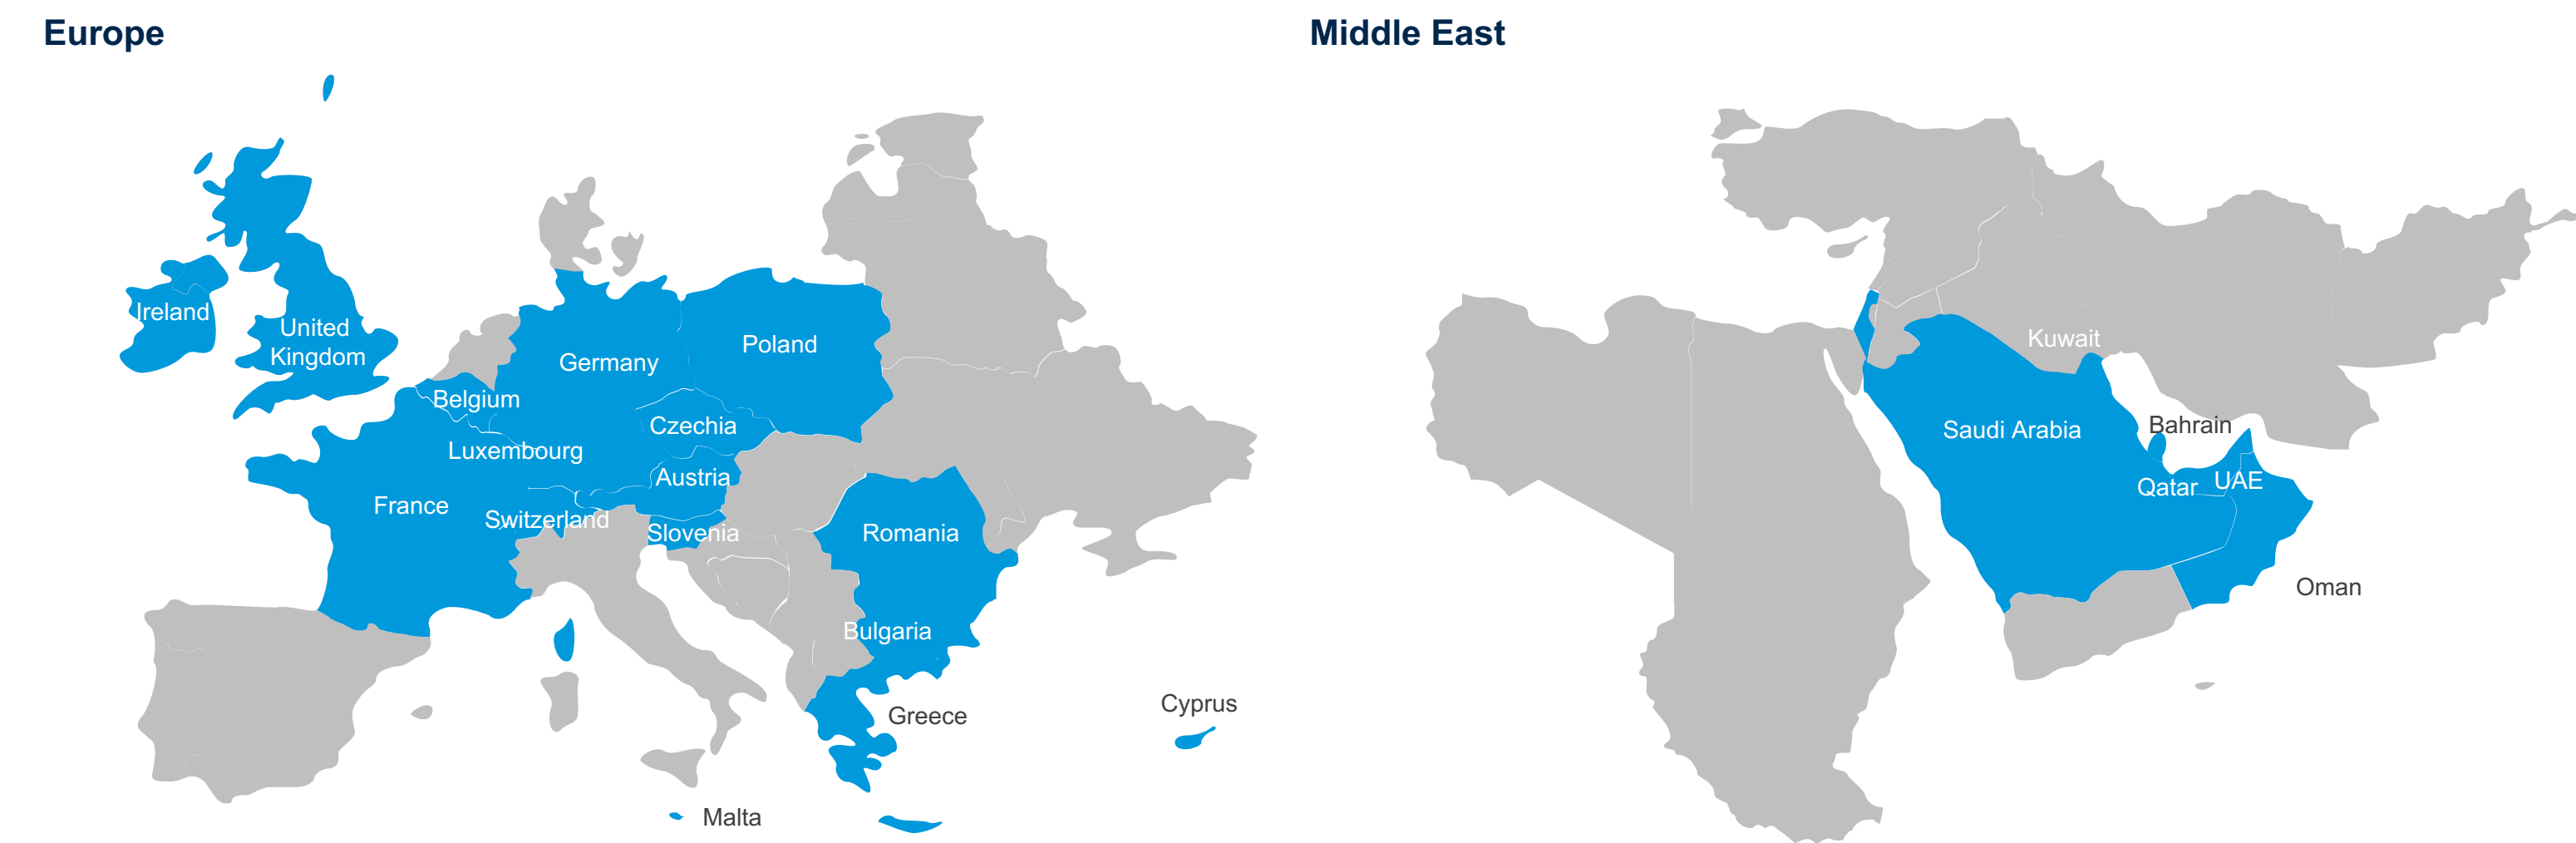 Europe
Middle East
Ireland
United
Kingdom
Germany
Poland
Belgium
Czechia
Luxembourg
Austria
France
Switzerland
Slovenia
Romania
Bulgaria
Greece
Cyprus
Malta
Kuwait
Saudi Arabia
Bahrain
Qatar
UAE
Oman